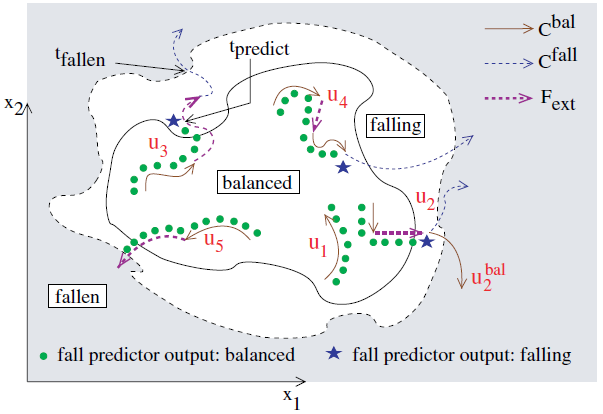 C^bal
t_fallen
t_predict
C^fall
x_2
u_4
F_ext
falling
u_3
balanced
u_2
u_5
u_1
u_2^bal
fallen
fall predictor output: balanced
fall predictor output: falling
x_1